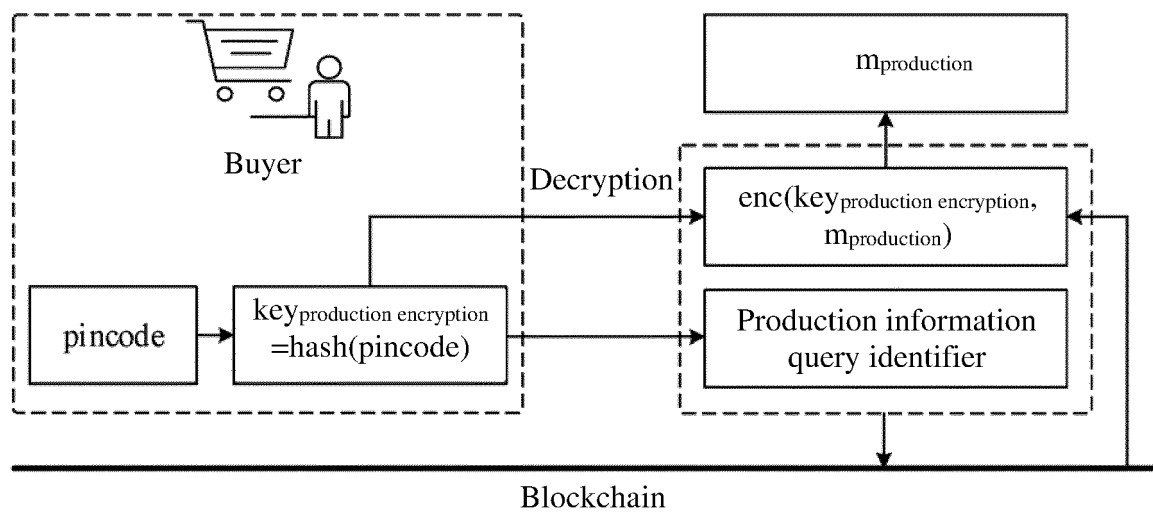 mproduction
Buyer
Decryption
enc(keyproduction encryption,
mproduction)
pincode
keyproduction encryption
=hash(pincode)
Production information
query identifier
Blockchain